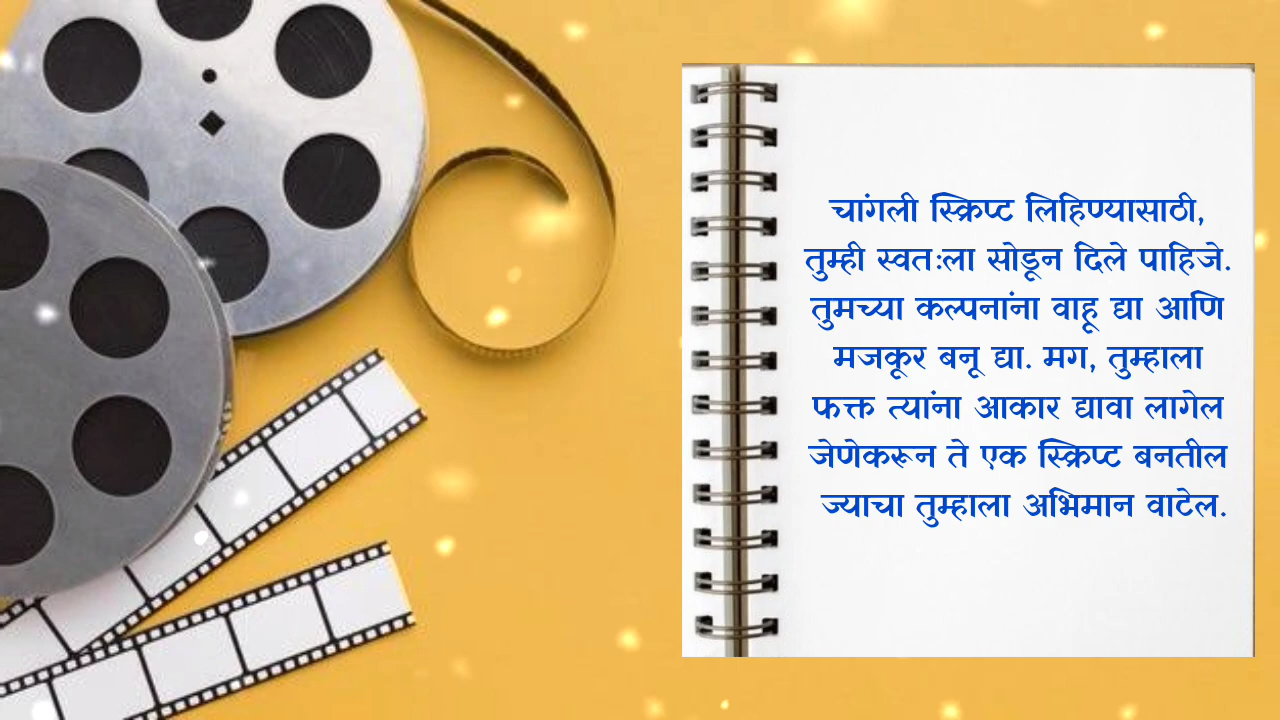 चांगली स्क्रिप्ट लिहिण्यासाठी,
तुम्ही स्वतःला सोडून दिले पाहिजे.
तुमच्या कल्पनांना वाहू द्या आणि
मजकूर बनू द्या. मग, तुम्हाला
फक्त त्यांना आकार द्यावा लागेल
जेणेकरून ते एक स्क्रिप्ट बनतील
ज्याचा तुम्हाला अभिमान वाटेल.